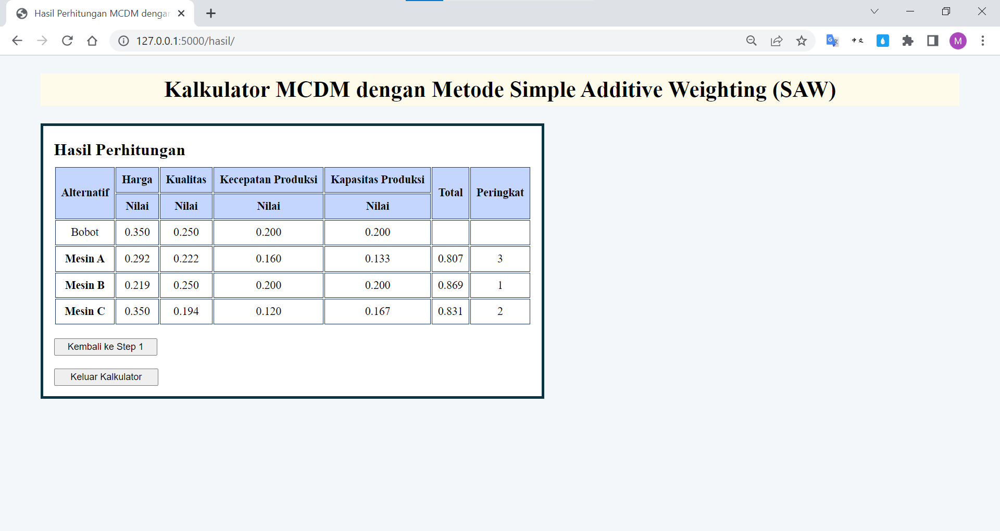 Hasil Perhitungan MCDM dengar
127.0.0.1:5000/hasil/
M
Kalkulator MCDM dengan Metode Simple Additive Weighting (SAW)
Hasil Perhitungan
Alternatif Harga Kualitas Kecepatan Produksi Kapasitas Produksi Total Peringkat
Nilai Nilai Nilai Nilai
Bobot 0.350 0.250 0.200 0.200
Mesin A 0.292 0.222 0.160 0.133 0.807 3
Mesin B 0.219 0.250 0.200 0.200 0.869 1
Mesin C 0.350 0.194 0.120 0.167 0.831 2
Kembali ke Step 1
Keluar Kalkulator